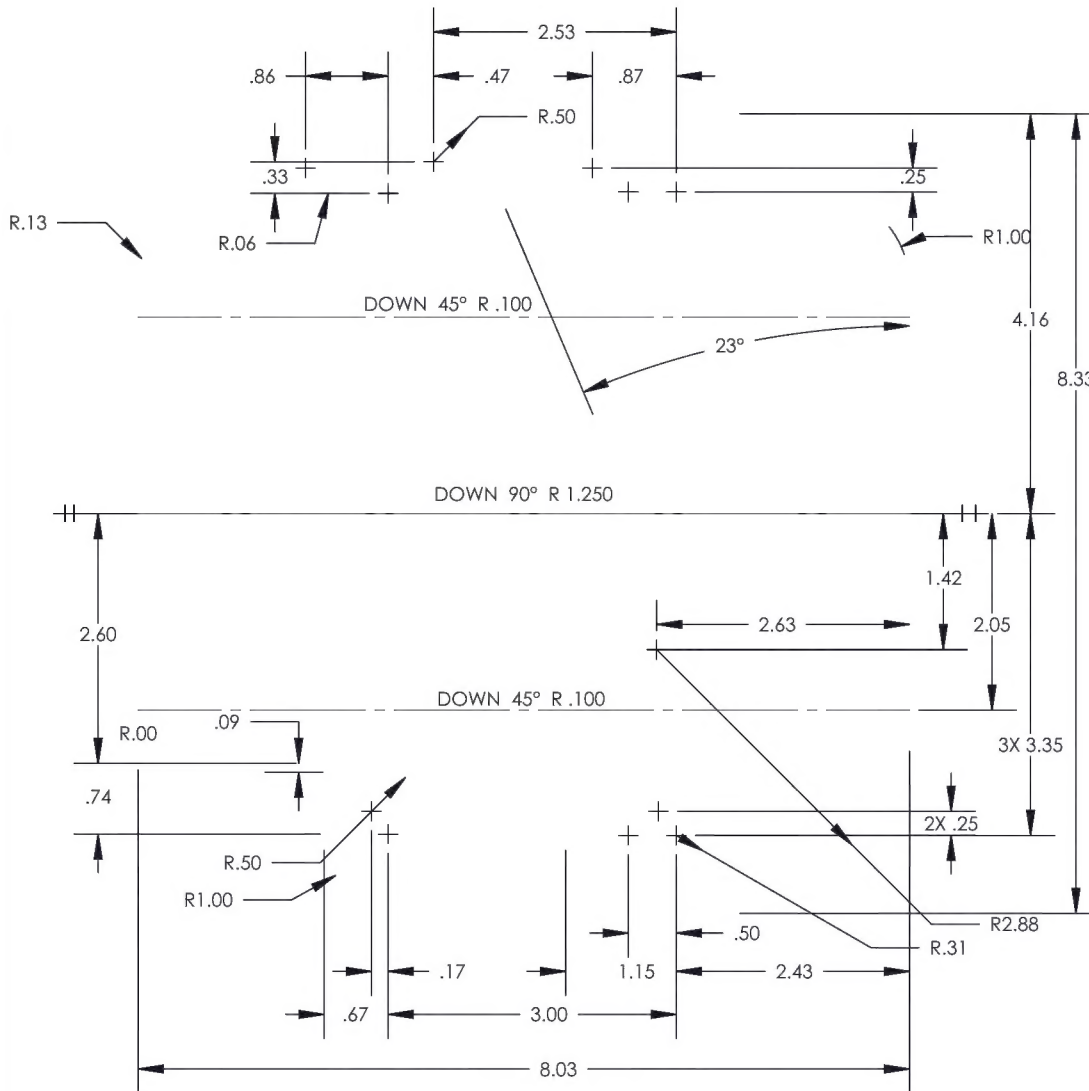 2.53
.86
.47
.87
R.50
.33
.25
R.13
R.06
R1.00
DOWN 45° R .100
4.16
23°
8.33
DOWN 90° R 1.250
1.42
2.60
2.63
2.05
DOWN 45° R .100
.09
R.00
3X 3.35
.74
2X .25
R.50
R1.00
R2.88
.50
R.31
.17
1.15
2.43
.67
3.00
8.03